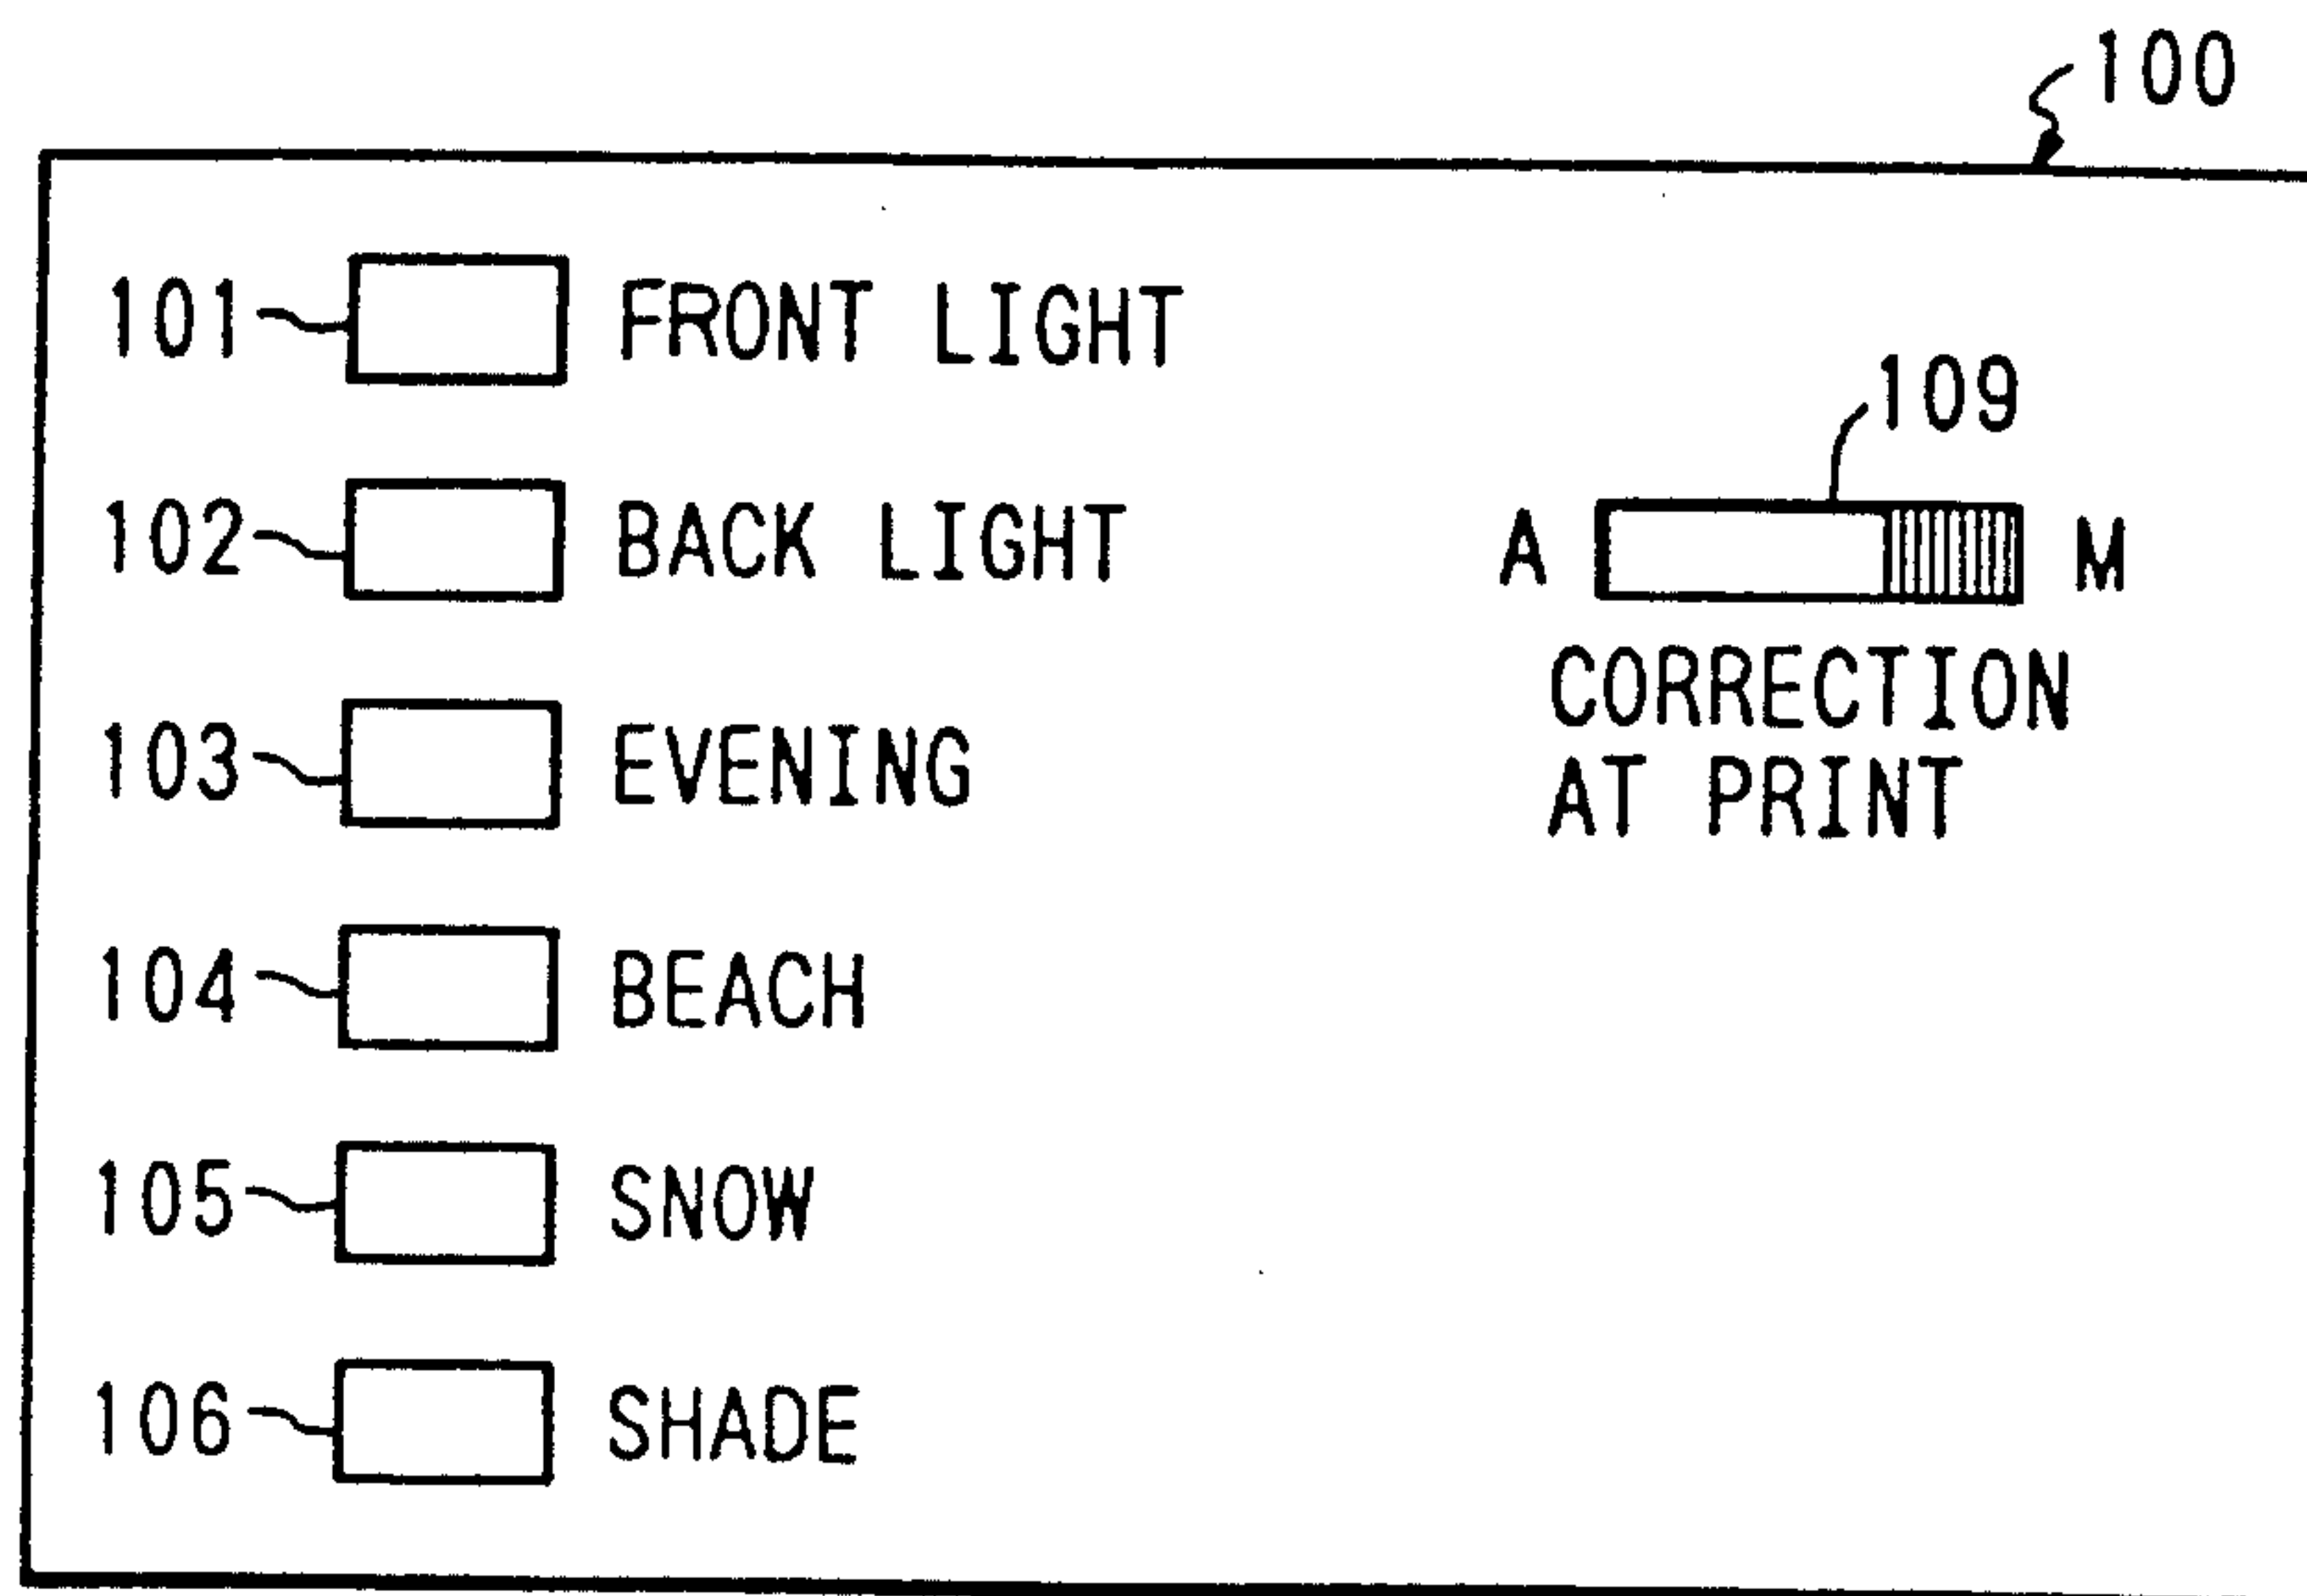 100
101 FRONT LIGHT
109
102 BACK LIGHT
A M
CORRECTION
AT PRINT
103 EVENING
104 BEACH
105 SNOW
106 SHADE